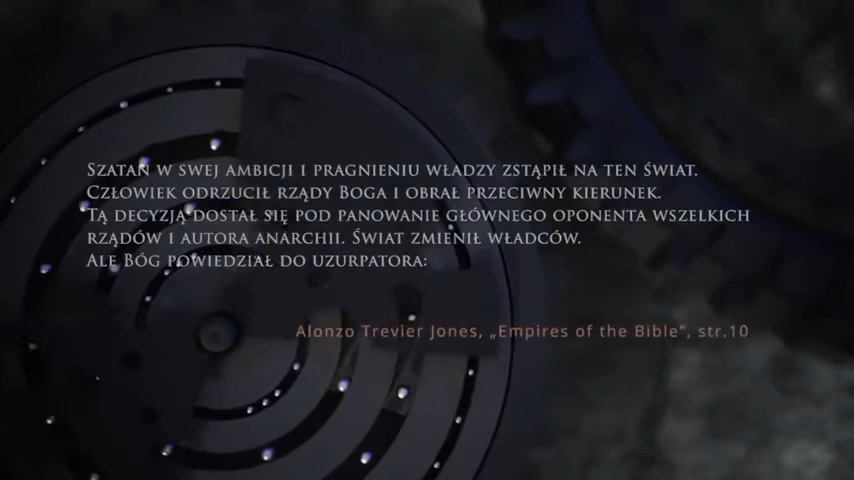 Szatan w swej ambicji i pragnieniu władzy zstąpił na ten świat.
Człowiek odrzucił rządy Boga i obrał przeciwny kierunek.
Tą decyzją dostał się pod panowanie głównego oponenta wszelkich
rządów i autora anarchii. Świat zmienił władców.
Ale Bóg powiedział do uzurpatora:
Alonzo Trevier Jones, „Empires of the Bible”, str.10